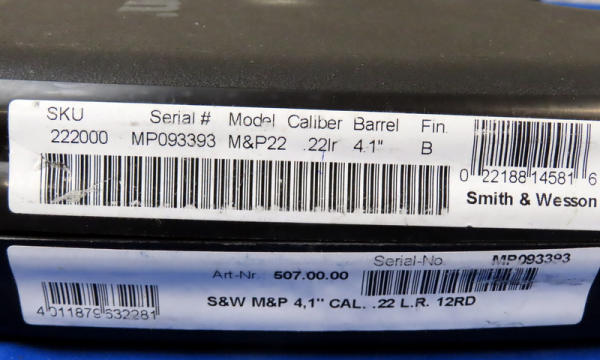 SKU Serial # Model Caliber Barrel Fin.
222000 MP093393 M&P22 .22lr 4.1" B
0 22188 14581 6
Smith & Wesson
Serial-No. MP093393
Art-Nr. 507.00.00
S&W M&P 4,1" CAL. .22 L.R. 12RD
4 011879 632281